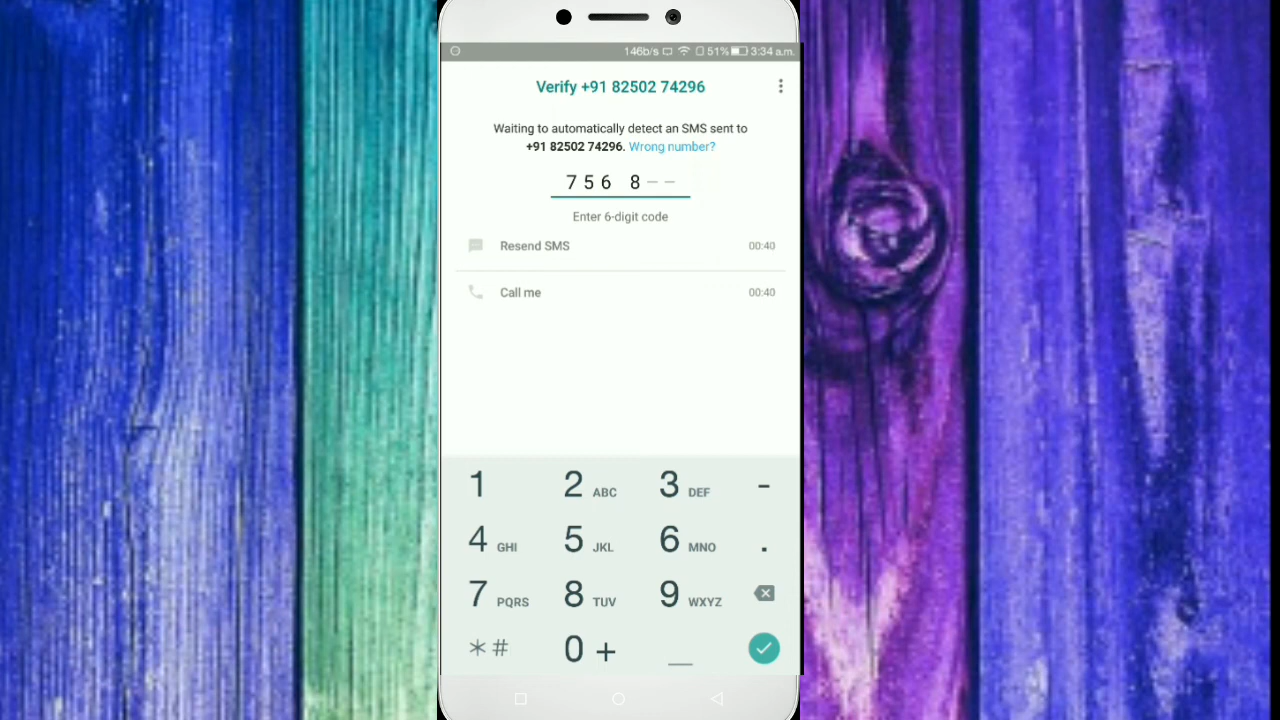 146b/s 51% 3:34 a.m.
Verify +91 82502 74296
Waiting to automatically detect an SMS sent to
+91 82502 74296. Wrong number?
756 8––
Enter 6-digit code
Resend SMS 00:40
Call me 00:40
1 2 ABC 3 DEF -
4 GHI 5 JKL 6 MNO .
7 PQRS 8 TUV 9 WXYZ
*# 0 + _